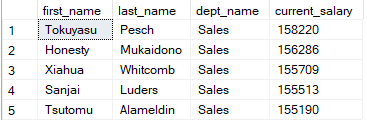 first_name last_name dept_name current_salary
1 Tokuyasu Pesch Sales 158220
2 Honesty Mukaidono Sales 156286
3 Xiahua Whitcomb Sales 155709
4 Sanjai Luders Sales 155513
5 Tsutomu Alameldin Sales 155190